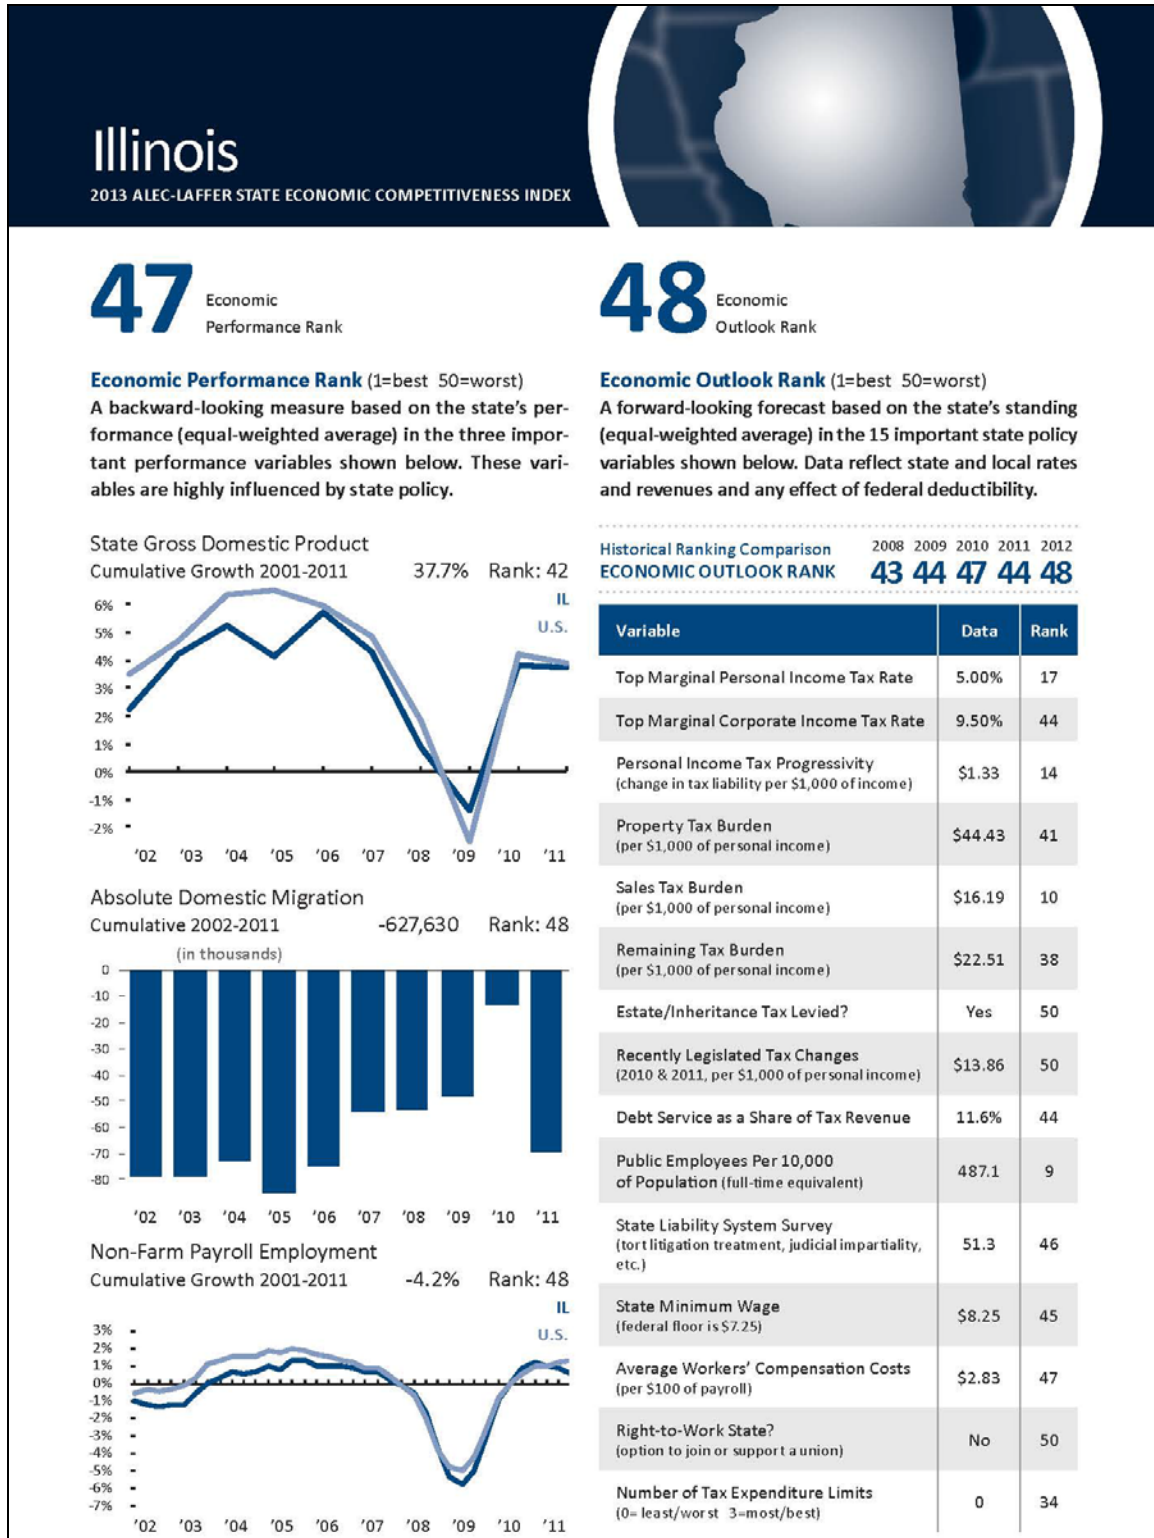 Illinois
2013 ALEC-LAFFER STATE ECONOMIC COMPETITIVENESS INDEX
47 Economic
Performance Rank
Economic Performance Rank (1=best 50=worst)
A backward-looking measure based on the state's per-
formance (equal-weighted average) in the three impor-
tant performance variables shown below. These vari-
ables are highly influenced by state policy.
State Gross Domestic Product
Cumulative Growth 2001-2011 37.7% Rank: 42
IL
U.S.
6%
5%
4%
3%
2%
1%
0%
-1%
-2%
'02 '03 '04 '05 '06 '07 '08 '09 '10 '11
Absolute Domestic Migration
Cumulative 2002-2011 -627,630 Rank: 48
(in thousands)
0
-10
-20
-30
-40
-50
-60
-70
-80
'02 '03 '04 '05 '06 '07 '08 '09 '10 '11
Non-Farm Payroll Employment
Cumulative Growth 2001-2011 -4.2% Rank: 48
IL
U.S.
3%
2%
1%
0%
-1%
-2%
-3%
-4%
-5%
-6%
-7%
'02 '03 '04 '05 '06 '07 '08 '09 '10 '11
48 Economic
Outlook Rank
Economic Outlook Rank (1=best 50=worst)
A forward-looking forecast based on the state's standing
(equal-weighted average) in the 15 important state policy
variables shown below. Data reflect state and local rates
and revenues and any effect of federal deductibility.
Historical Ranking Comparison 2008 2009 2010 2011 2012
ECONOMIC OUTLOOK RANK 43 44 47 44 48
Variable Data Rank
Top Marginal Personal Income Tax Rate 5.00% 17
Top Marginal Corporate Income Tax Rate 9.50% 44
Personal Income Tax Progressivity
(change in tax liability per $1,000 of income) $1.33 14
Property Tax Burden
(per $1,000 of personal income) $44.43 41
Sales Tax Burden
(per $1,000 of personal income) $16.19 10
Remaining Tax Burden
(per $1,000 of personal income) $22.51 38
Estate/Inheritance Tax Levied? Yes 50
Recently Legislated Tax Changes
(2010 & 2011, per $1,000 of personal income) $13.86 50
Debt Service as a Share of Tax Revenue 11.6% 44
Public Employees Per 10,000
of Population (full-time equivalent) 487.1 9
State Liability System Survey
(tort litigation treatment, judicial impartiality, 51.3 46
etc.)
State Minimum Wage
(federal floor is $7.25) $8.25 45
Average Workers' Compensation Costs
(per $100 of payroll) $2.83 47
Right-to-Work State?
(option to join or support a union) No 50
Number of Tax Expenditure Limits
(0= least/worst 3=most/best) 0 34